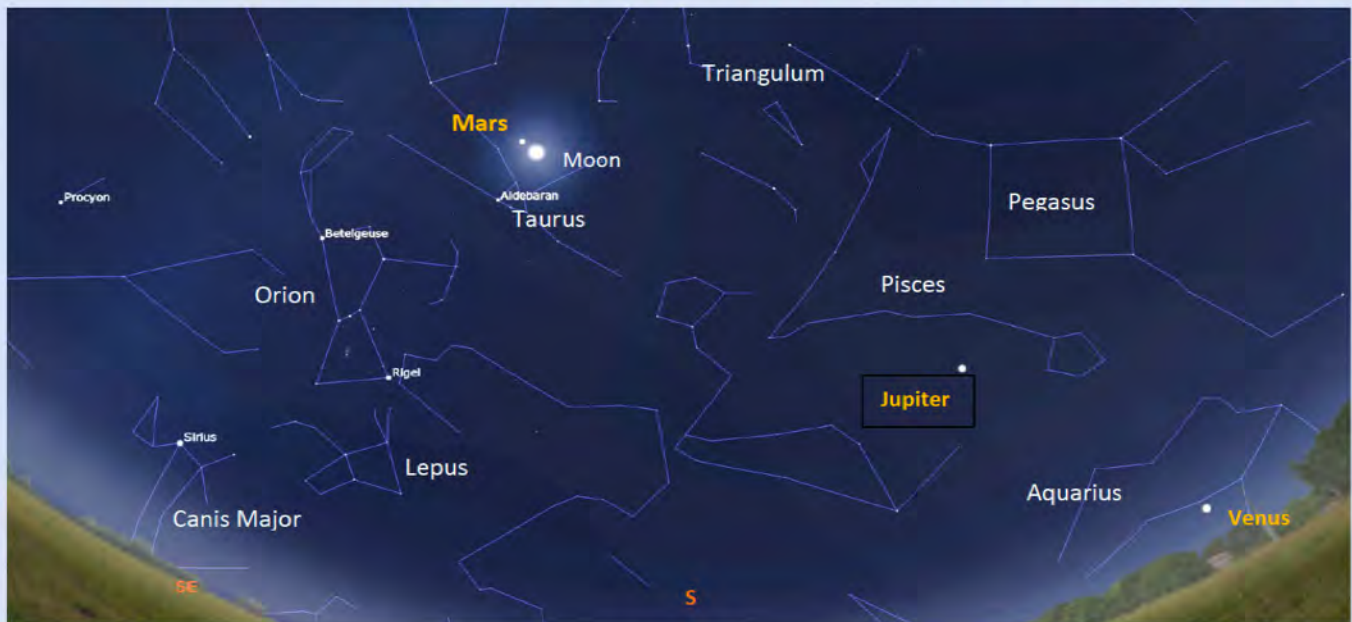 Triangulum
Mars
Moon
Procyon
Aldebaran
Taurus
Pegasus
Betelgeuse
Orion
Pisces
Rigel
Jupiter
Sirius
Lepus
Canis Major
Aquarius
Venus
SE
S